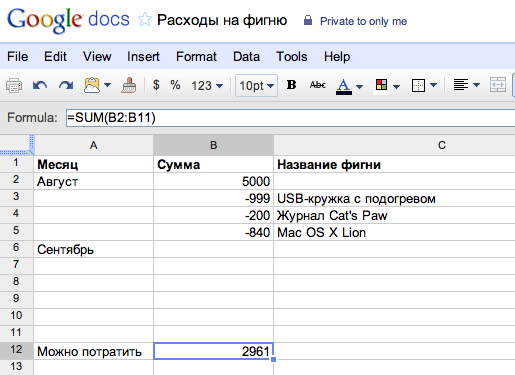 Google docs Расходы на фигню Private to only me
File Edit View Insert Format Data Tools Help
$ % 123 10pt B Abc A
Formula: =SUM(B2:B11)
A B C
1 Месяц Сумма Название фигни
2 Август 5000
3 -999 USB-кружка с подогревом
4 -200 Журнал Cat's Paw
5 -840 Mac OS X Lion
6 Сентябрь
7
8
9
10
11
12 Можно потратить 2961
13